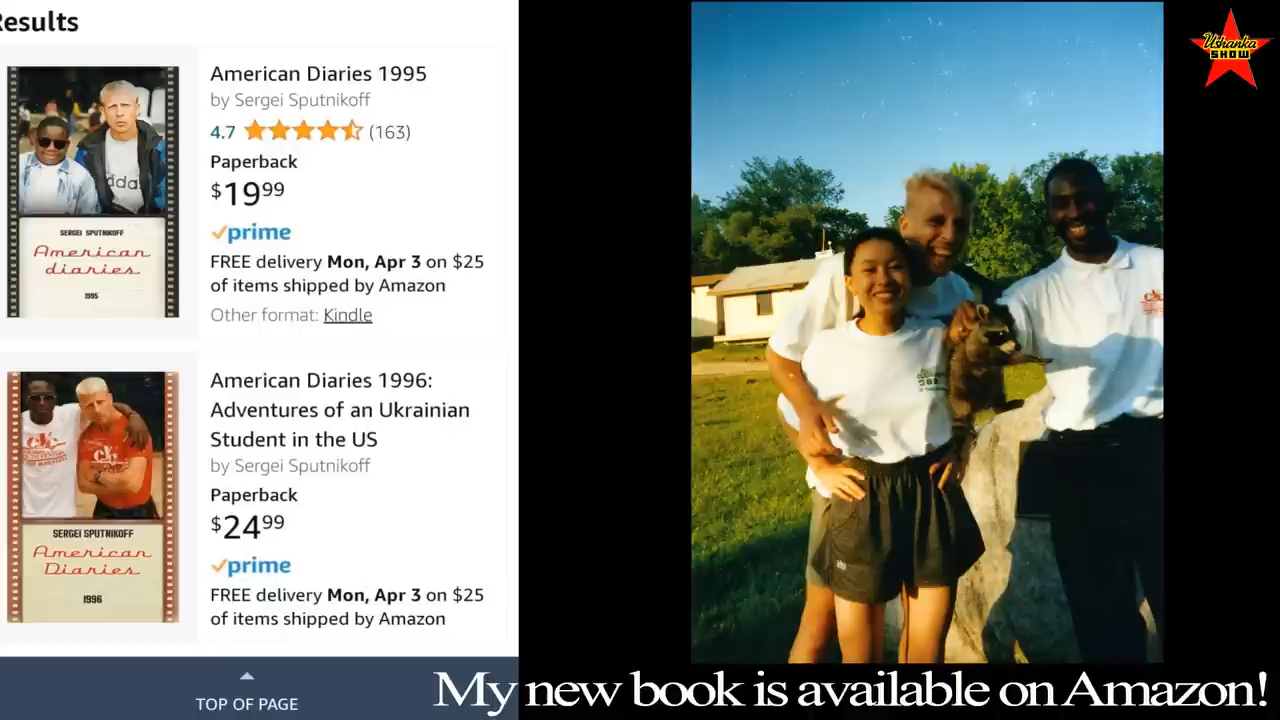 Results
American Diaries 1995
by Sergei Sputnikoff
4.7 (163)
Paperback
$19 99
prime
FREE delivery Mon, Apr 3 on $25
of items shipped by Amazon
Other format: Kindle
adidas
SERGEI SPUTNIKOFF
American
diaries
1995
American Diaries 1996:
Adventures of an Ukrainian
Student in the US
by Sergei Sputnikoff
Paperback
$24 99
prime
FREE delivery Mon, Apr 3 on $25
of items shipped by Amazon
SERGEI SPUTNIKOFF
American
Diaries
1996
TOP OF PAGE
Ushanka
SHOW
My new book is available on Amazon!